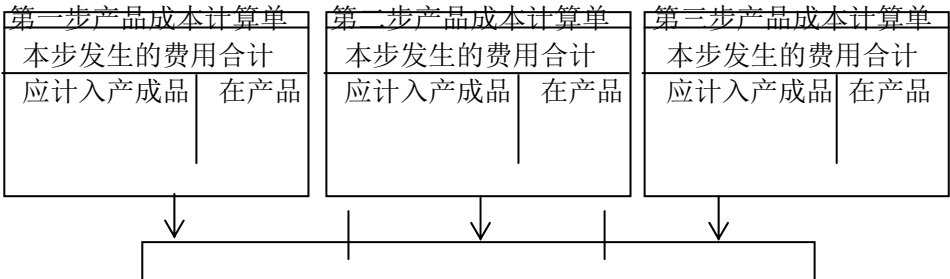 第一步产品成本计算单
本步发生的费用合计
应计入产成品 在产品
第二步产品成本计算单
本步发生的费用合计
应计入产成品 在产品
第三步产品成本计算单
本步发生的费用合计
应计入产成品 在产品